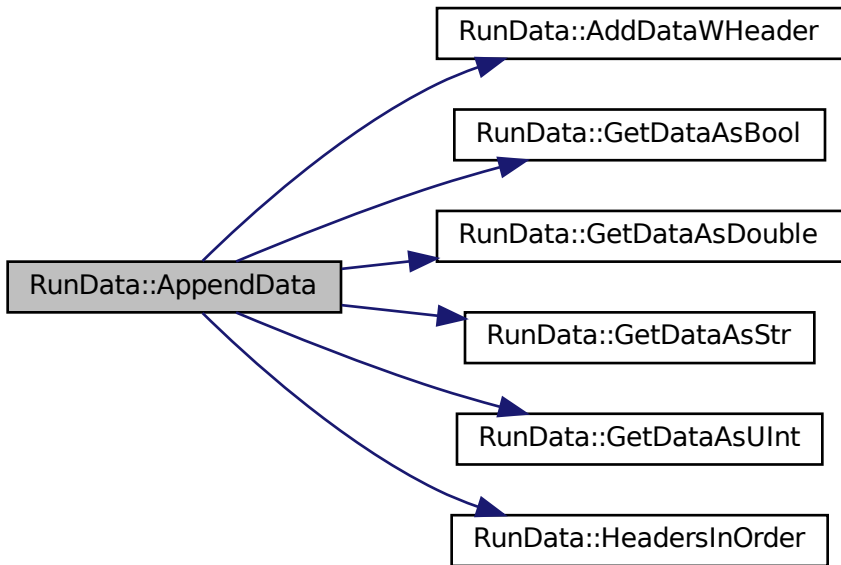 RunData::AddDataWHeader
RunData::GetDataAsBool
RunData::GetDataAsDouble
RunData::AppendData
RunData::GetDataAsStr
RunData::GetDataAsUInt
RunData::HeadersInOrder